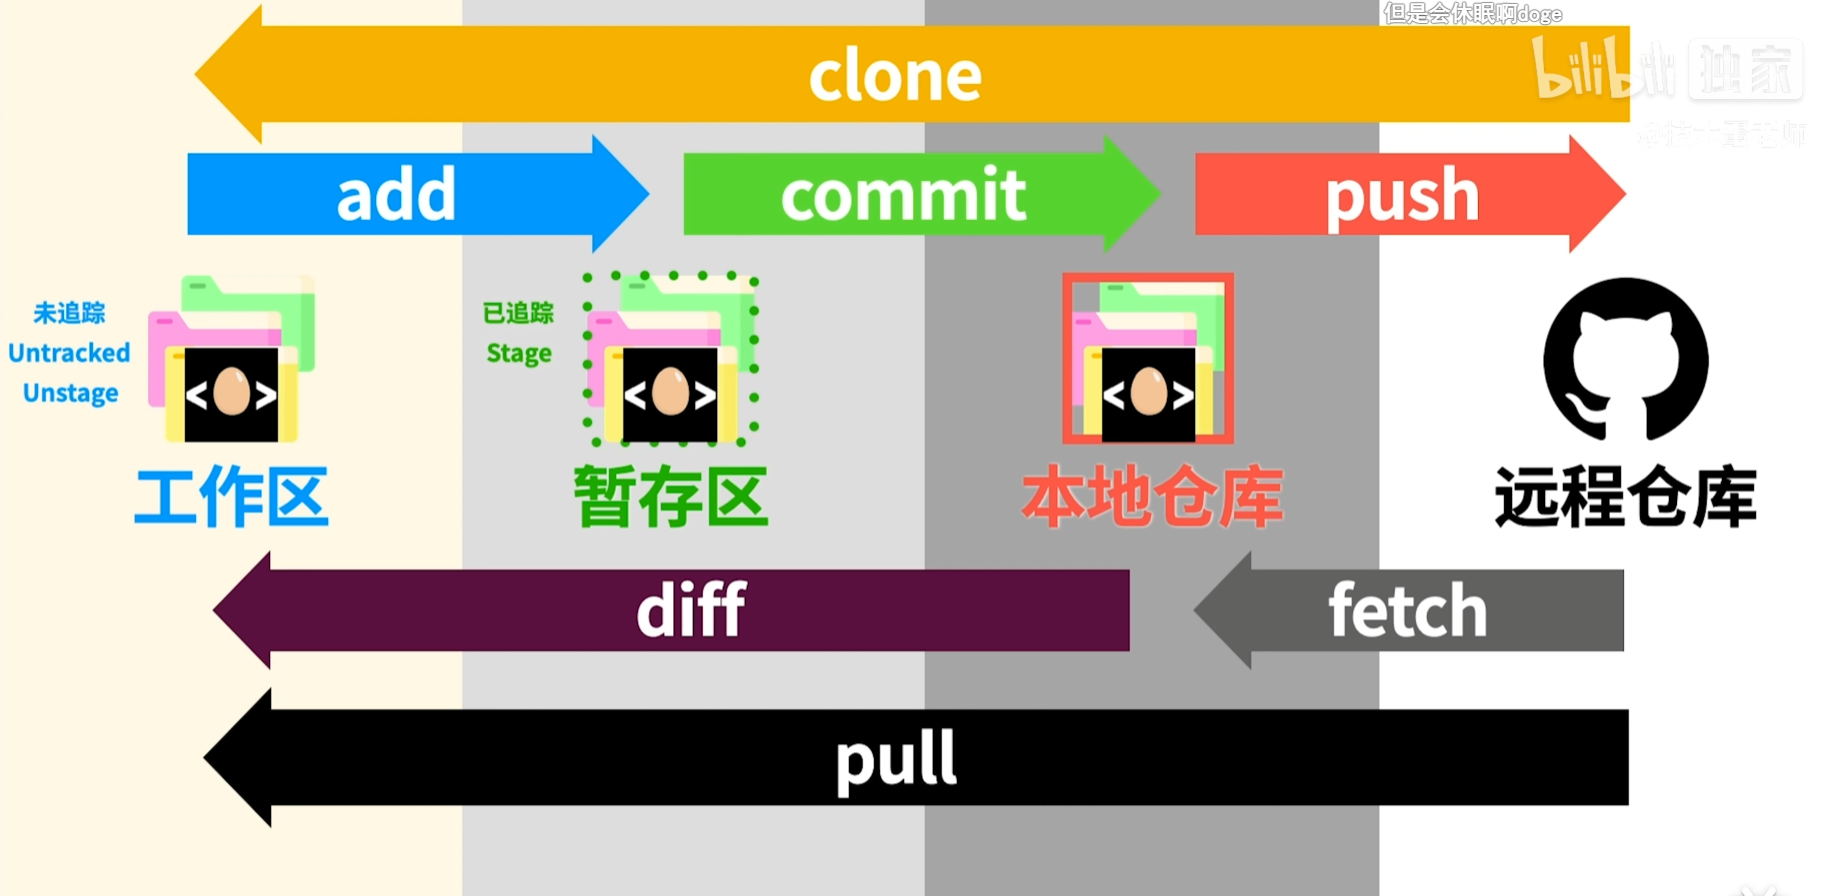 但是会休眠啊doge
clone
bilibili 独家
add
commit
push
未追踪
Untracked
Unstage
已追踪
Stage
< >
< >
< >
工作区
暂存区
本地仓库
远程仓库
diff
fetch
pull